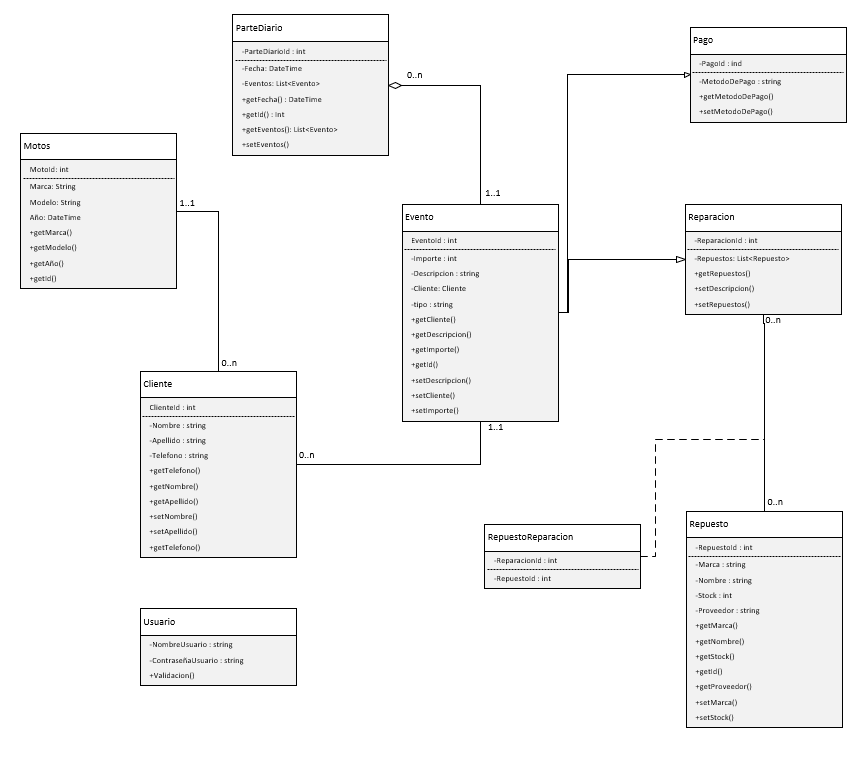 ParteDiario
-ParteDiarioId : int
-Fecha: DateTime
-Eventos: List<Evento>
+getFecha() : DateTime
+getId() : Int
+getEventos(): List<Evento>
+setEventos()
0..n
1..1
Pago
-PagoId : ind
-MetodoDePago : string
+getMetodoDePago()
+setMetodoDePago()
Motos
MotoId: int
Marca: String
Modelo: String
Año: DateTime
+getMarca()
+getModelo()
+getAño()
+getId()
1..1
0..n
Evento
EventoId : int
-Importe : int
-Descripcion : string
-Cliente: Cliente
-tipo : string
+getCliente()
+getDescripcion()
+getImporte()
+getId()
+setDescripcion()
+setCliente()
+setImporte()
1..1
0..n
Reparacion
-ReparacionId : int
-Repuestos: List<Repuesto>
+getRepuestos()
+setDescripcion()
+setRepuestos()
0..n
0..n
Cliente
ClienteId : int
-Nombre : string
-Apellido : string
-Telefono : string
+getTelefono()
+getNombre()
+getApellido()
+setNombre()
+setApellido()
+getTelefono()
RepuestoReparacion
-ReparacionId : int
-RepuestoId : int
Repuesto
-RepuestoId : int
-Marca : string
-Nombre : string
-Stock : int
-Proveedor : string
+getMarca()
+getNombre()
+getStock()
+getId()
+getProveedor()
+setMarca()
+setStock()
Usuario
-NombreUsuario : string
-ContraseñaUsuario : string
+Validacion()